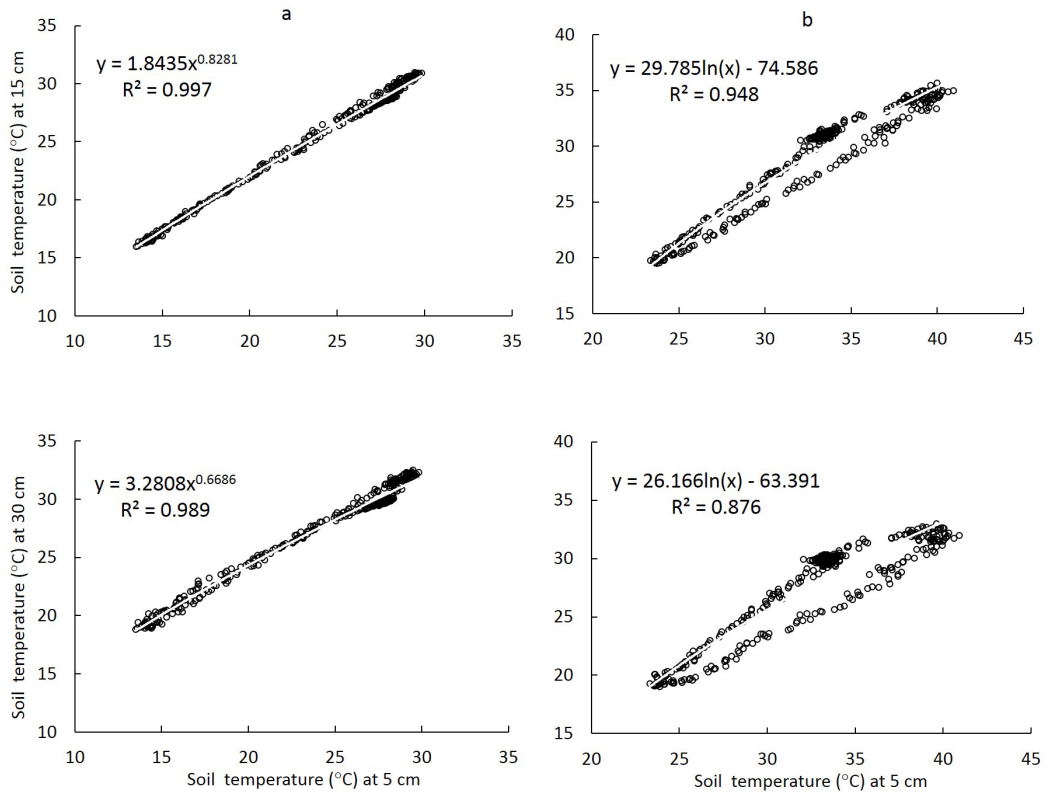 a
b
35
30
25
20
15
10
10 15 20 25 30 35
Soil temperature (°C) at 15 cm
y = 1.8435x^0.8281
R² = 0.997
40
35
30
25
20
15
20 25 30 35 40 45
y = 29.785ln(x) - 74.586
R² = 0.948
35
30
25
20
15
10
10 15 20 25 30 35
Soil temperature (°C) at 30 cm
Soil temperature (°C) at 5 cm
y = 3.2808x^0.6686
R² = 0.989
40
35
30
25
20
15
20 25 30 35 40 45
Soil temperature (°C) at 5 cm
y = 26.166ln(x) - 63.391
R² = 0.876